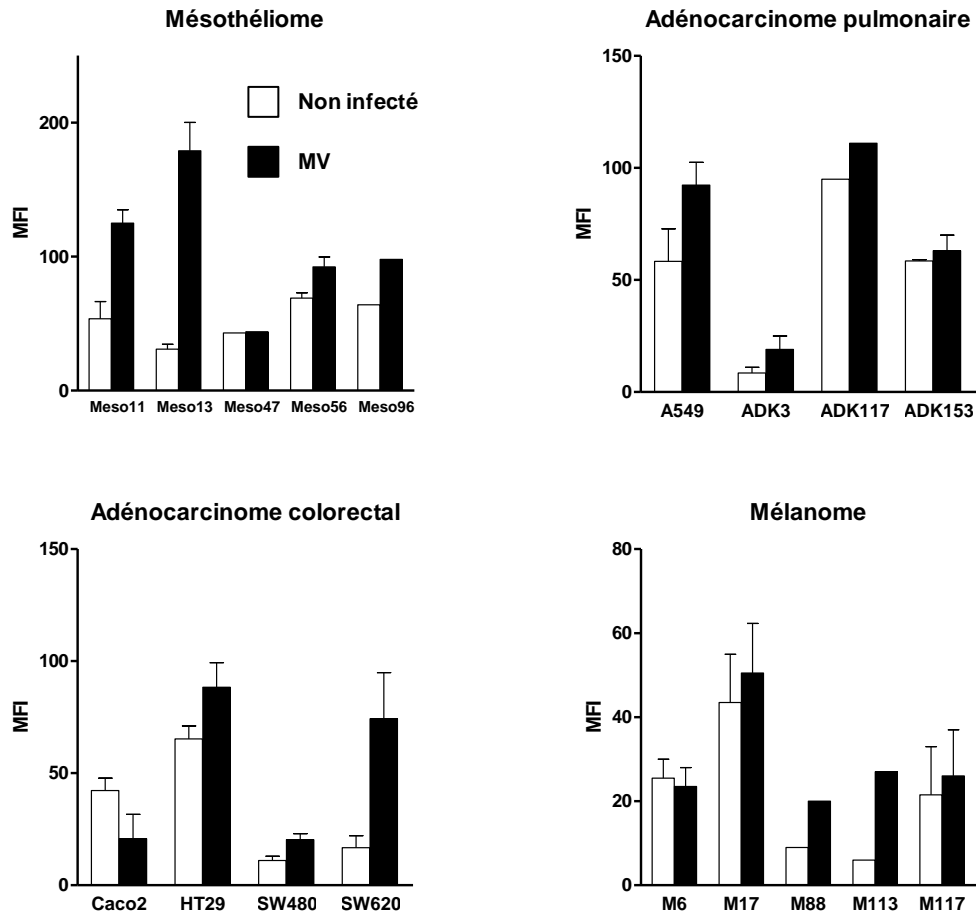 Mésothéliome
200
100
0
MFI
Non infecté
MV
Meso11 Meso13 Meso47 Meso56 Meso96
Adénocarcinome pulmonaire
150
100
50
0
MFI
A549 ADK3 ADK117 ADK153
Adénocarcinome colorectal
150
100
50
0
MFI
Caco2 HT29 SW480 SW620
Mélanome
80
60
40
20
0
MFI
M6 M17 M88 M113 M117